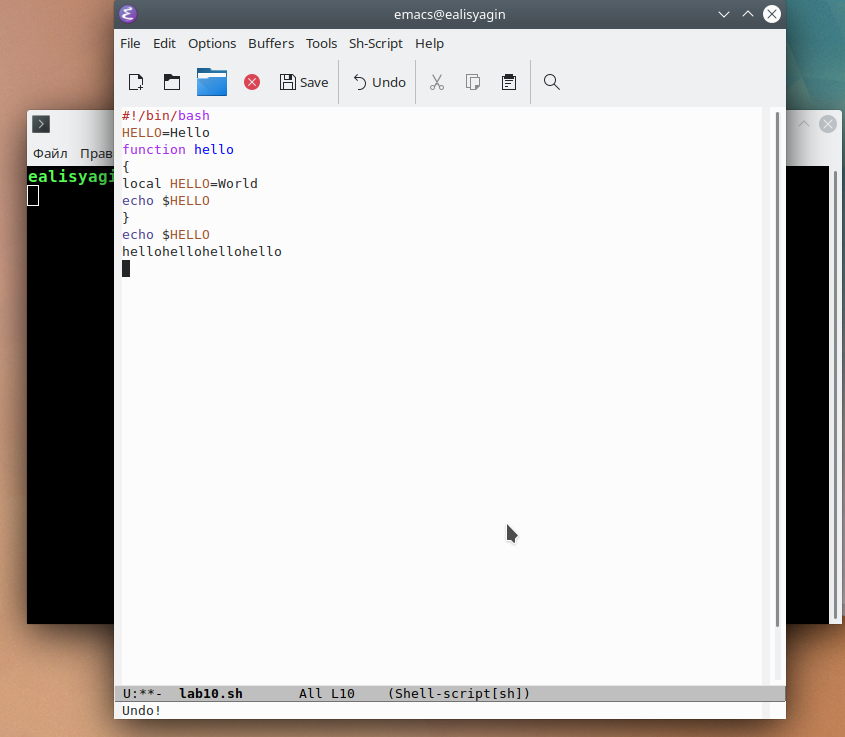 emacs@ealisyagin
File Edit Options Buffers Tools Sh-Script Help
Save Undo
#!/bin/bash
HELLO=Hello
function hello
{
local HELLO=World
echo $HELLO
}
echo $HELLO
hellohellohellohello
U:**- lab10.sh All L10 (Shell-script[sh])
Undo!
Файл Прав
ealisyagi